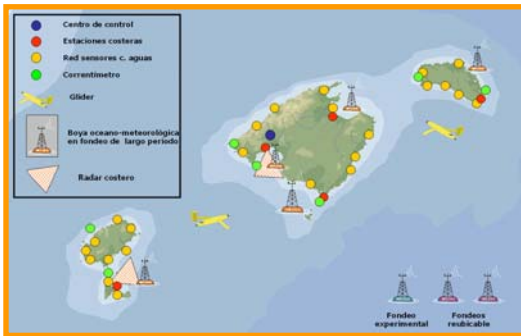 Centro de control
Estaciones costeras
Red sensores c. aguas
Correntímetro
Glider
Boya oceano-meteorológica
en fondeo de largo periodo
Radar costero
Fondeo
experimental
Fondeos
reubicable